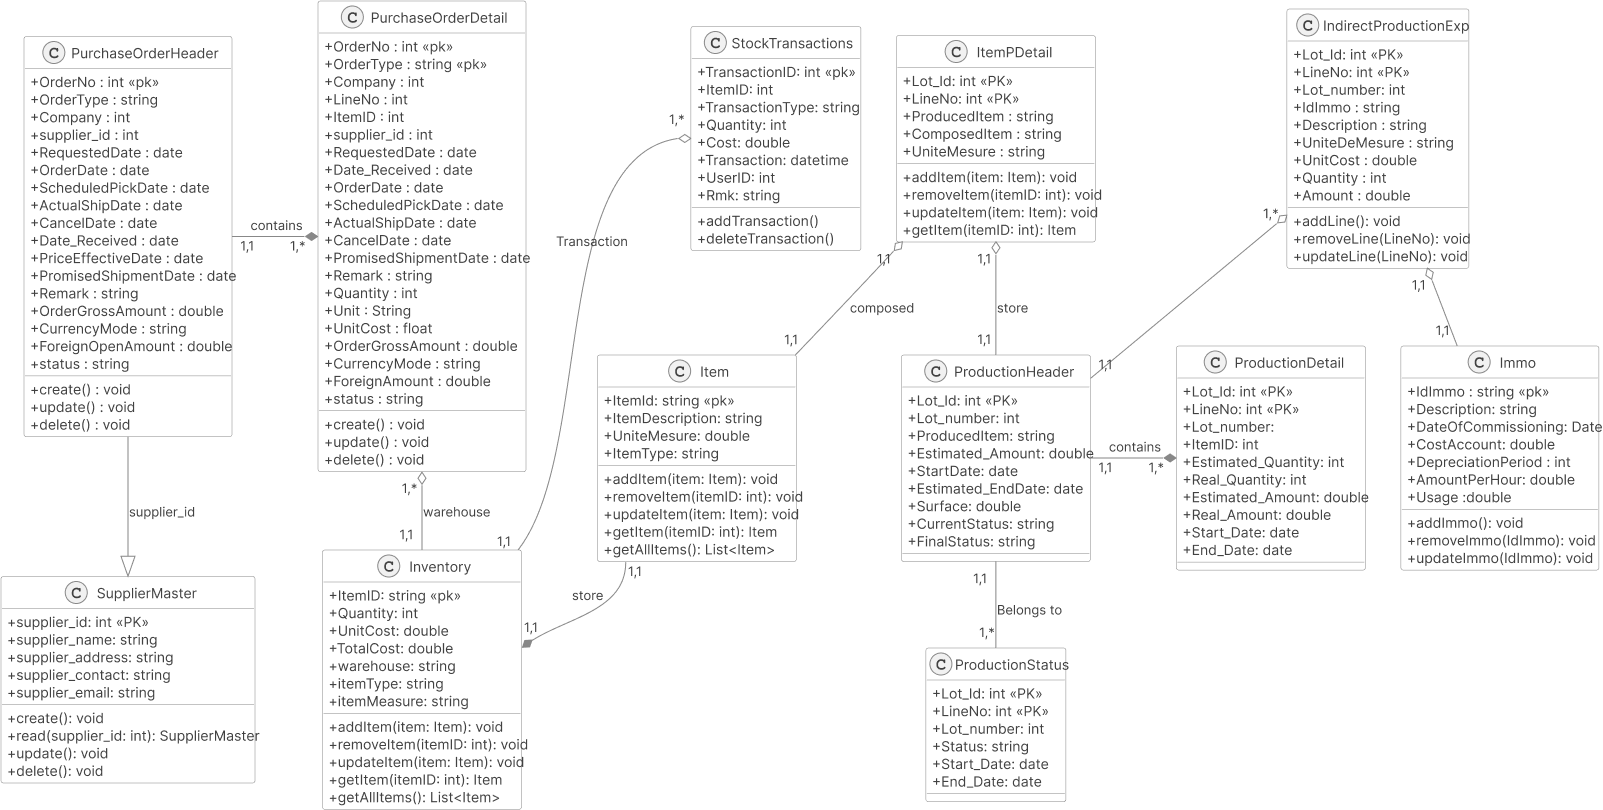 C PurchaseOrderHeader
+OrderNo : int «pk»
+OrderType : string
+Company : int
+supplier_id : int
+RequestedDate : date
+OrderDate : date
+ScheduledPickDate : date
+ActualShipDate : date
+CancelDate : date
+Date_Received : date
+PriceEffectiveDate : date
+PromisedShipmentDate : date
+Remark : string
+OrderGrossAmount : double
+CurrencyMode : string
+ForeignOpenAmount : double
+status : string
+create() : void
+update() : void
+delete() : void
contains
1,1
1,*
C PurchaseOrderDetail
+OrderNo : int «pk»
+OrderType : string «pk»
+Company : int
+LineNo : int
+ItemID : int
+supplier_id : int
+RequestedDate : date
+Date_Received : date
+OrderDate : date
+ScheduledPickDate : date
+ActualShipDate : date
+CancelDate : date
+PromisedShipmentDate : date
+Remark : string
+Quantity : int
+Unit : String
+UnitCost : float
+OrderGrossAmount : double
+CurrencyMode : string
+ForeignAmount : double
+status : string
+create() : void
+update() : void
+delete() : void
C StockTransactions
+TransactionID: int «pk»
+ItemID: int
+TransactionType: string
+Quantity: int
+Cost: double
+Transaction: datetime
+UserID: int
+Rmk: string
+addTransaction()
+deleteTransaction()
1,*
Transaction
1,1
C ItemPDetail
+Lot_Id: int «PK»
+LineNo: int «PK»
+ProducedItem : string
+ComposedItem : string
+UniteMesure : string
+addItem(item: Item): void
+removeItem(itemID: int): void
+updateItem(item: Item): void
+getItem(itemID: int): Item
1,1
composed
1,1
1,1
store
1,1
C IndirectProductionExp
+Lot_Id: int «PK»
+LineNo: int «PK»
+Lot_number: int
+IdImmo : string
+Description : string
+UniteDeMesure : string
+UnitCost : double
+Quantity : int
+Amount : double
+addLine(): void
+removeLine(LineNo): void
+updateLine(LineNo): void
1,*
1,1
1,1
1,1
supplier_id
1,*
warehouse
1,1
C Item
+ItemId: string «pk»
+ItemDescription: string
+UniteMesure: double
+ItemType: string
+addItem(item: Item): void
+removeItem(itemID: int): void
+updateItem(item: Item): void
+getItem(itemID: int): Item
+getAllItems(): List<Item>
1,1
store
1,1
C ProductionHeader
+Lot_Id: int «PK»
+Lot_number: int
+ProducedItem: string
+Estimated_Amount: double
+StartDate: date
+Estimated_EndDate: date
+Surface: double
+CurrentStatus: string
+FinalStatus: string
contains
1,1
1,*
C ProductionDetail
+Lot_Id: int «PK»
+LineNo: int «PK»
+Lot_number:
+ItemID: int
+Estimated_Quantity: int
+Real_Quantity: int
+Estimated_Amount: double
+Real_Amount: double
+Start_Date: date
+End_Date: date
C Immo
+IdImmo : string «pk»
+Description: string
+DateOfCommissioning: Date
+CostAccount: double
+DepreciationPeriod : int
+AmountPerHour: double
+Usage :double
+addImmo(): void
+removeImmo(IdImmo): void
+updateImmo(IdImmo): void
C SupplierMaster
+supplier_id: int «PK»
+supplier_name: string
+supplier_address: string
+supplier_contact: string
+supplier_email: string
+create(): void
+read(supplier_id: int): SupplierMaster
+update(): void
+delete(): void
C Inventory
+ItemID: string «pk»
+Quantity: int
+UnitCost: double
+TotalCost: double
+warehouse: string
+itemType: string
+itemMeasure: string
+addItem(item: Item): void
+removeItem(itemID: int): void
+updateItem(item: Item): void
+getItem(itemID: int): Item
+getAllItems(): List<Item>
1,1
Belongs to
1,*
C ProductionStatus
+Lot_Id: int «PK»
+LineNo: int «PK»
+Lot_number: int
+Status: string
+Start_Date: date
+End_Date: date